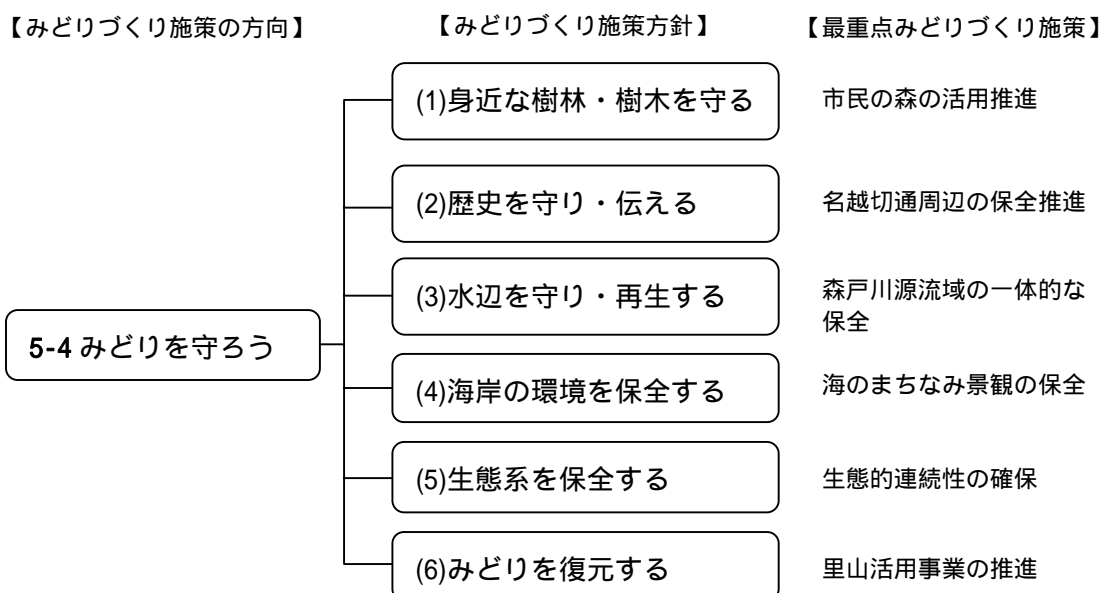 【みどりづくり施策の方向】
【みどりづくり施策方針】
【最重点みどりづくり施策】
5-4 みどりを守ろう
(1)身近な樹林・樹木を守る
市民の森の活用推進
(2)歴史を守り・伝える
名越切通周辺の保全推進
(3)水辺を守り・再生する
森戸川源流域の一体的な
保全
(4)海岸の環境を保全する
海のまちなみ景観の保全
(5)生態系を保全する
生態的連続性の確保
(6)みどりを復元する
里山活用事業の推進